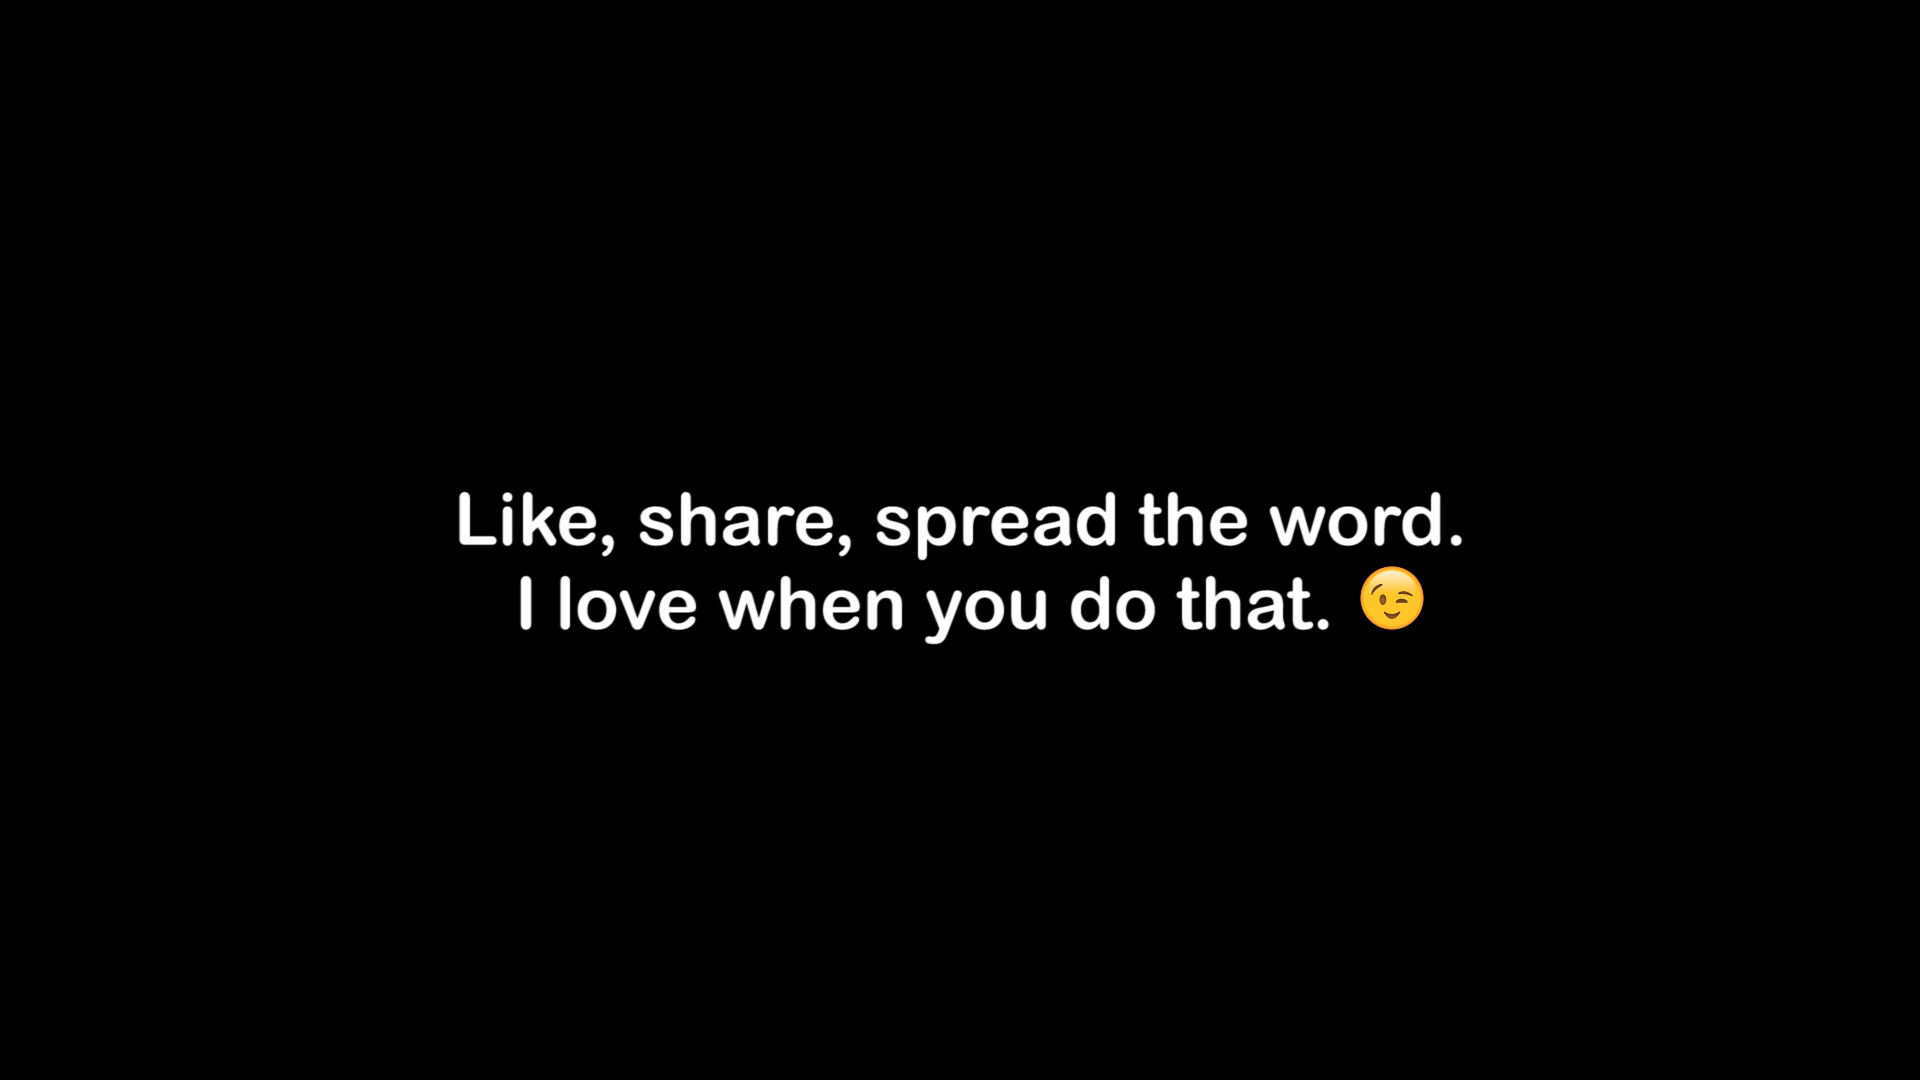 Like, share, spread the word.
I love when you do that. 😉